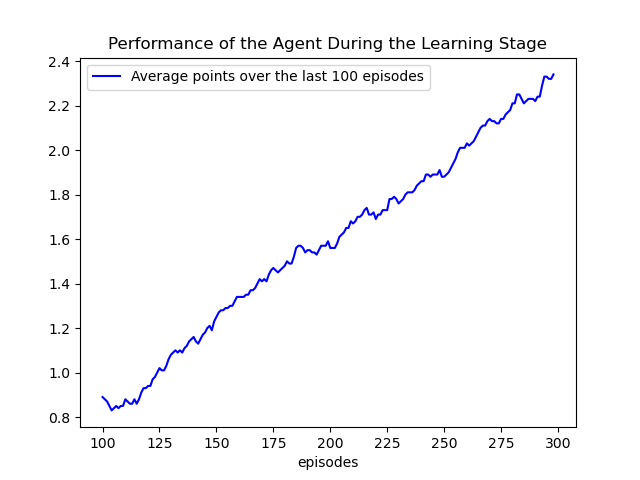 Performance of the Agent During the Learning Stage
Average points over the last 100 episodes
2.4
2.2
2.0
1.8
1.6
1.4
1.2
1.0
0.8
100 125 150 175 200 225 250 275 300
episodes